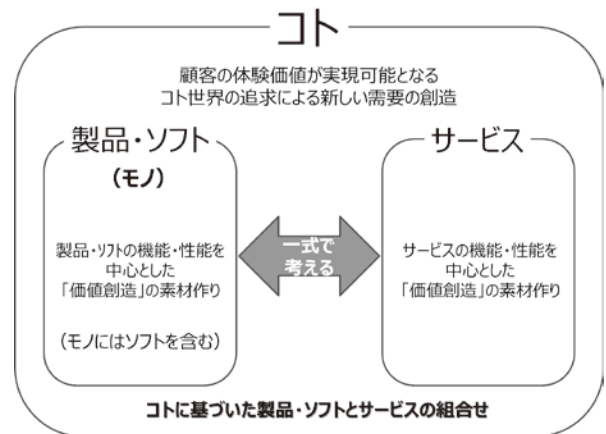 コト
顧客の体験価値が実現可能となる
コト世界の追求による新しい需要の創造
製品・ソフト
(モノ)
製品・ソフトの機能・性能を
中心とした
「価値創造」の素材作り
(モノにはソフトを含む)
一式で
考える
サービス
サービスの機能・性能を
中心とした
「価値創造」の素材作り
コトに基づいた製品・ソフトとサービスの組合せ